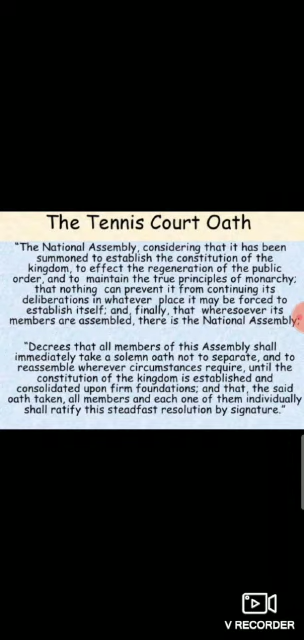 The Tennis Court Oath
"The National Assembly, considering that it has been
summoned to establish the constitution of the
kingdom, to effect the regeneration of the public
order, and to maintain the true principles of monarchy;
that nothing can prevent it from continuing its
deliberations in whatever place it may be forced to
establish itself; and, finally, that wheresoever its
members are assembled, there is the National Assembly;
"Decrees that all members of this Assembly shall
immediately take a solemn oath not to separate, and to
reassemble wherever circumstances require, until the
constitution of the kingdom is established and
consolidated upon firm foundations; and that, the said
oath taken, all members and each one of them individually
shall ratify this steadfast resolution by signature."
V RECORDER